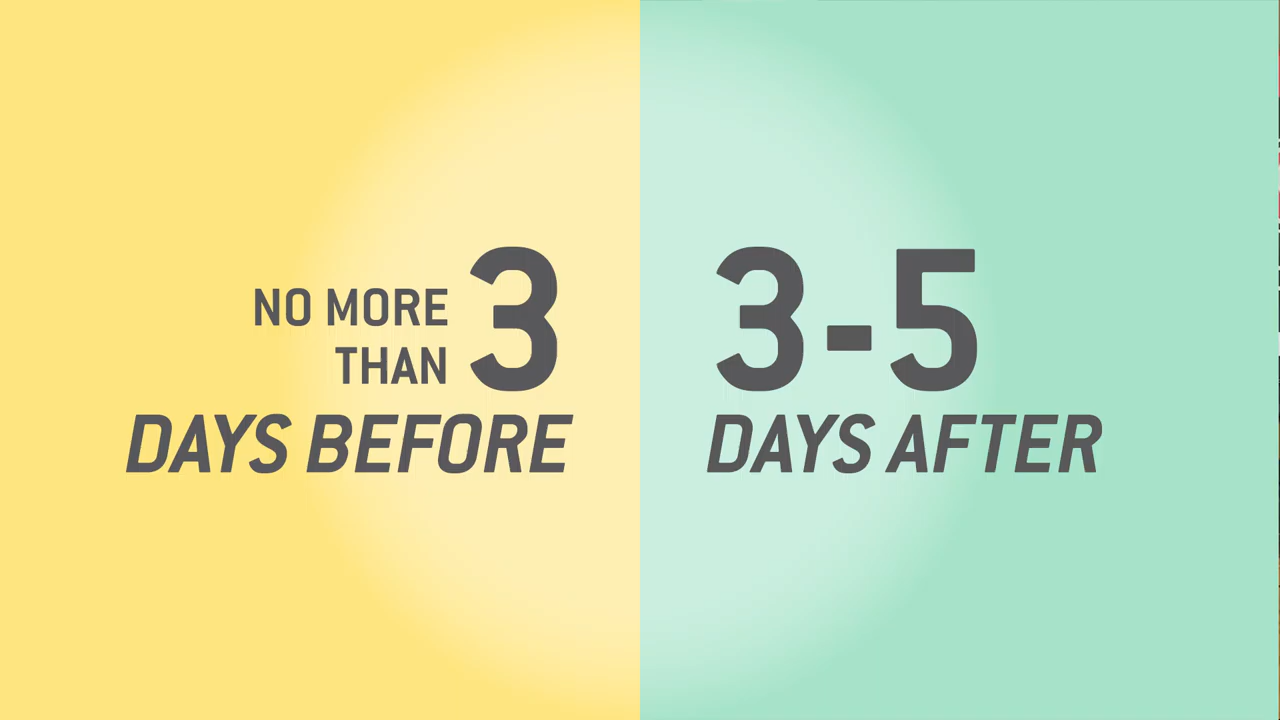 NO MORE
THAN 3
DAYS BEFORE
3-5
DAYS AFTER